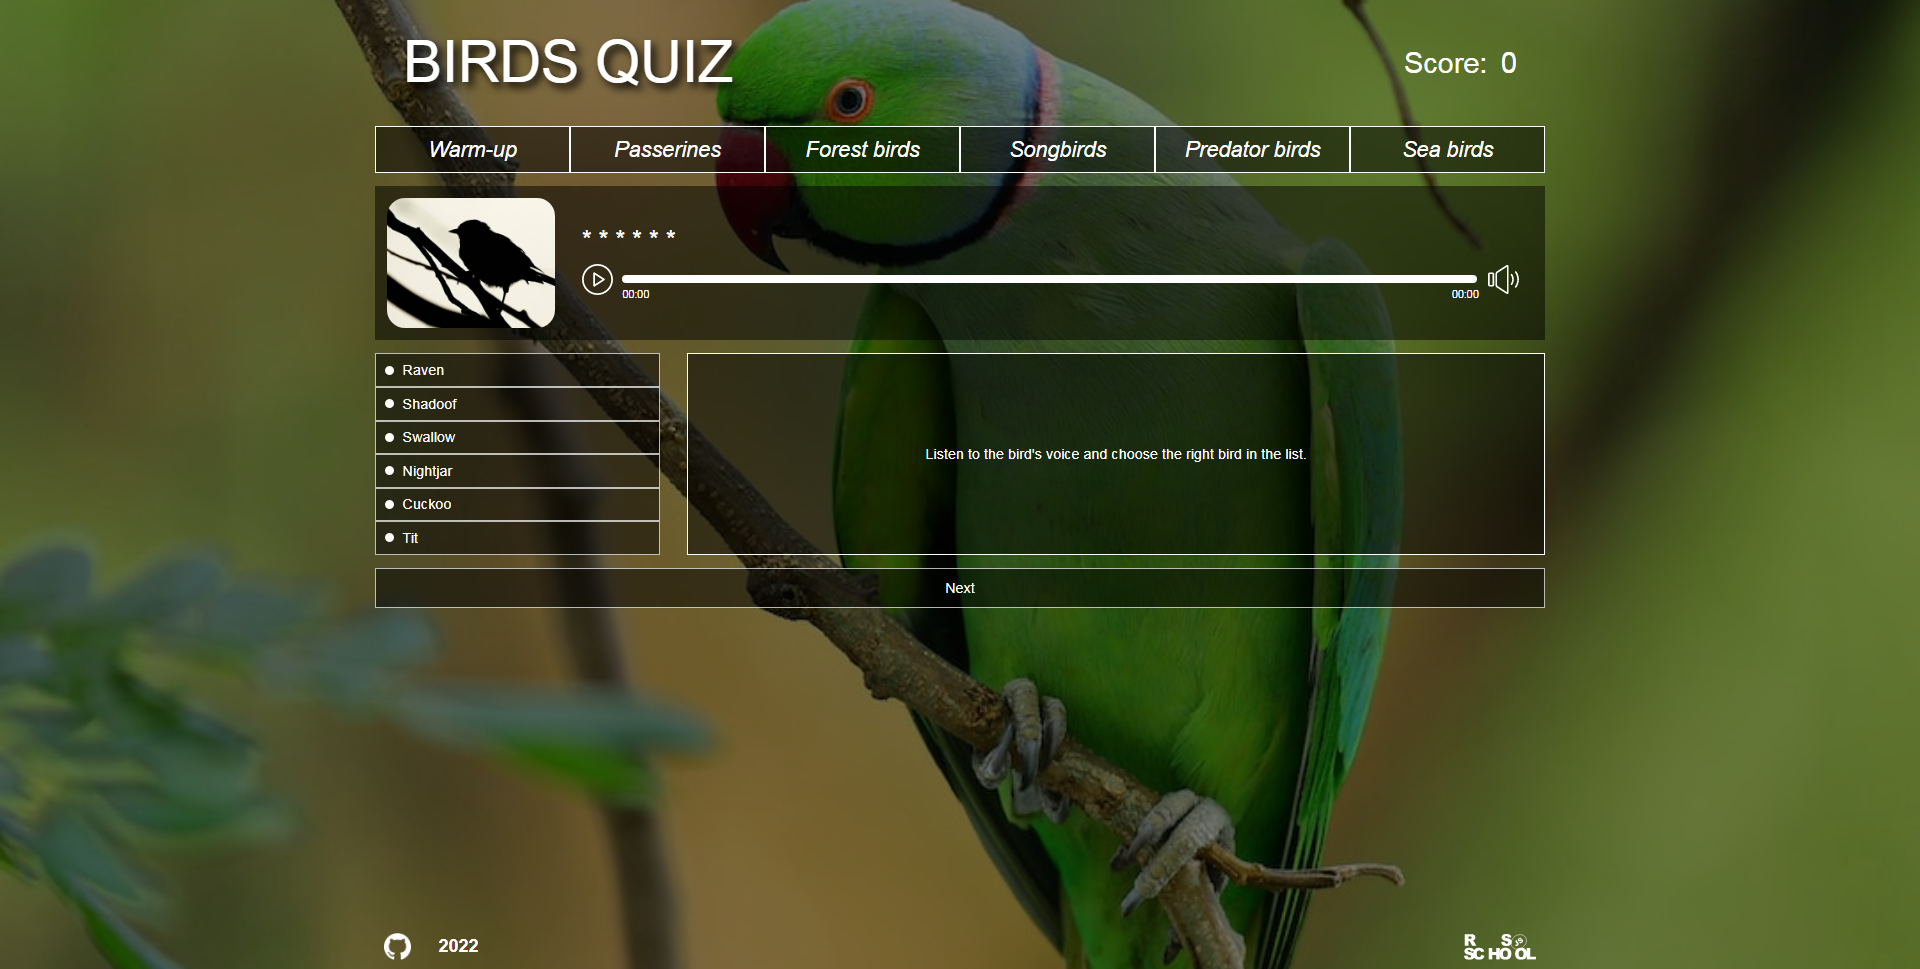 BIRDS QUIZ
Score: 0
Warm-up Passerines Forest birds Songbirds Predator birds Sea birds
* * * * * *
00:00 00:00
Raven
Shadoof
Swallow
Nightjar
Cuckoo
Tit
Listen to the bird's voice and choose the right bird in the list.
Next
2022
RS
SCHOOL